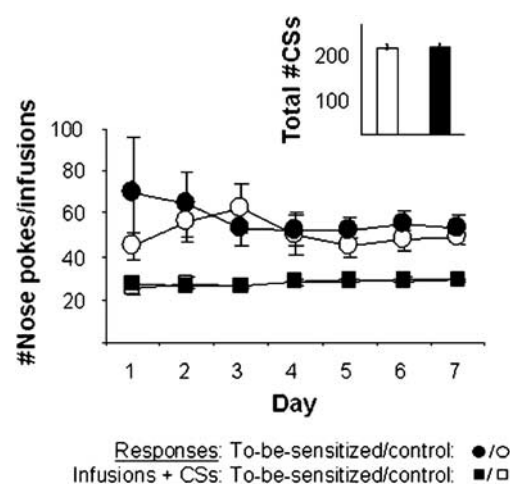 Total #CSs
200
100
#Nose pokes/infusions
100
80
60
40
20
1 2 3 4 5 6 7
Day
Responses: To-be-sensitized/control: ●/○
Infusions + CSs: To-be-sensitized/control: ■/□